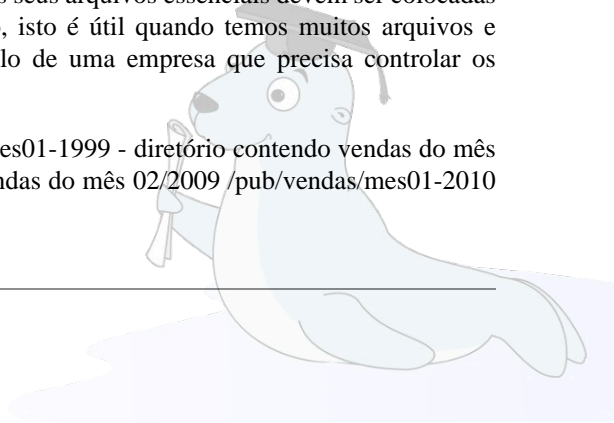 s seus arquivos essenciais devem ser colocadas
, isto é útil quando temos muitos arquivos e
lo de uma empresa que precisa controlar os
es01-1999 - diretório contendo vendas do mês
ndas do mês 02/2009 /pub/vendas/mes01-2010